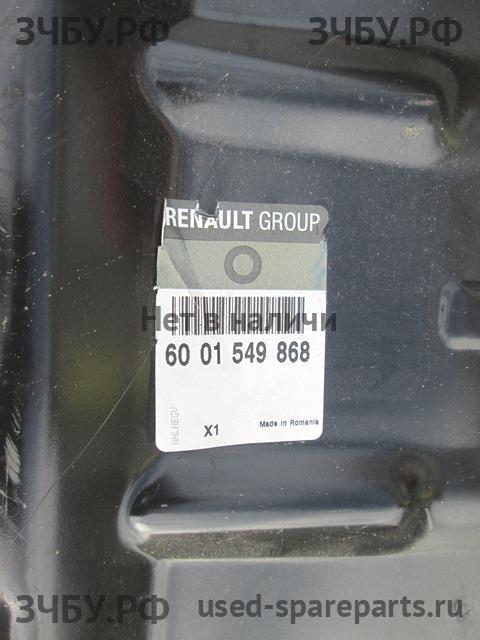 ЗЧБУ.РФ ЗЧБУ.РФ
RENAULT GROUP
Нет в наличи
60 01 549 868
AHLNEGV
X1
Made in Romania
ЗЧБУ.РФ used-spareparts.ru